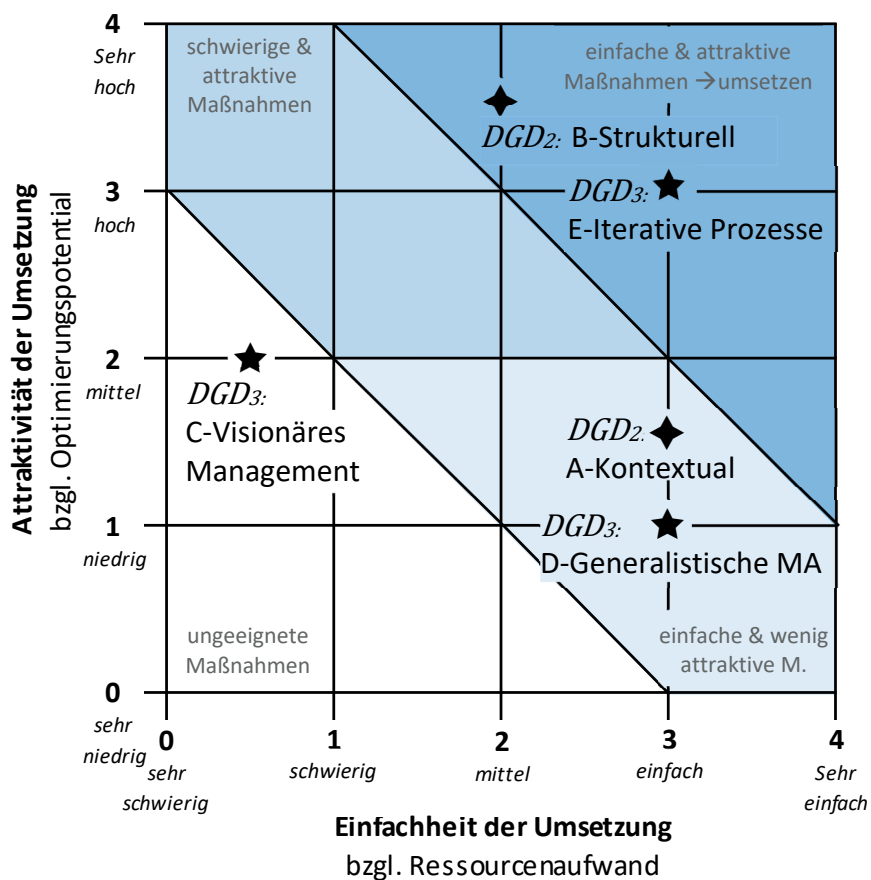 Attraktivität der Umsetzung
bzgl. Optimierungspotential
4
Sehr
hoch
3
hoch
2
mittel
1
niedrig
0
sehr
niedrig
schwierige &
attraktive
Maßnahmen
einfache & attraktive
Maßnahmen →umsetzen
DGD2: B-Strukturell
DGD3:
E-Iterative Prozesse
DGD3:
C-Visionäres
Management
DGD2:
A-Kontextual
DGD3:
D-Generalistische MA
ungeeignete
Maßnahmen
einfache & wenig
attraktive M.
0
sehr
schwierig
1
schwierig
2
mittel
3
einfach
4
Sehr
einfach
Einfachheit der Umsetzung
bzgl. Ressourcenaufwand